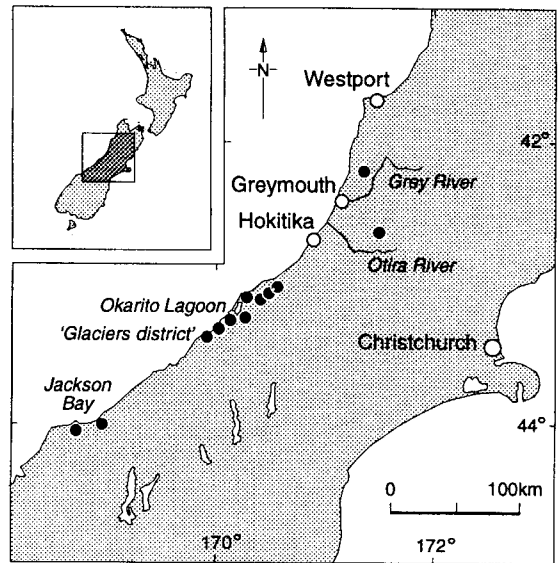 N
Westport
42°
Grey River
Greymouth
Hokitika
Otira River
Okarito Lagoon
'Glaciers district'
Christchurch
Jackson
Bay
44°
0 100km
170° 172°